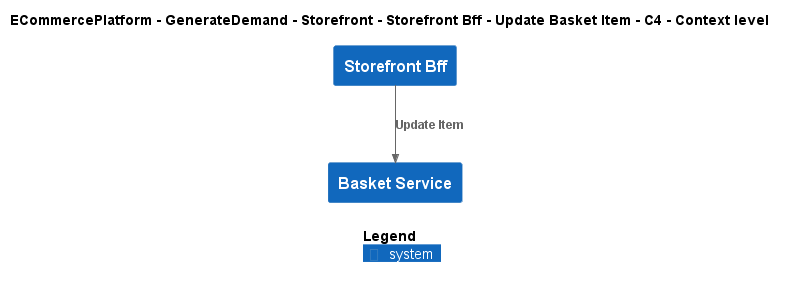 ECommercePlatform - GenerateDemand - Storefront - Storefront Bff - Update Basket Item - C4 - Context level
Storefront Bff
Update Item
Basket Service
Legend
system